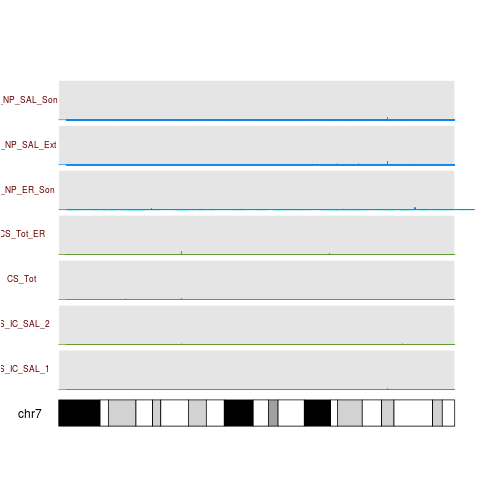 _NP_SAL_Son
_NP_SAL_Ext
_NP_ER_Son
CS_Tot_ER
CS_Tot
S_IC_SAL_2
S_IC_SAL_1
chr7